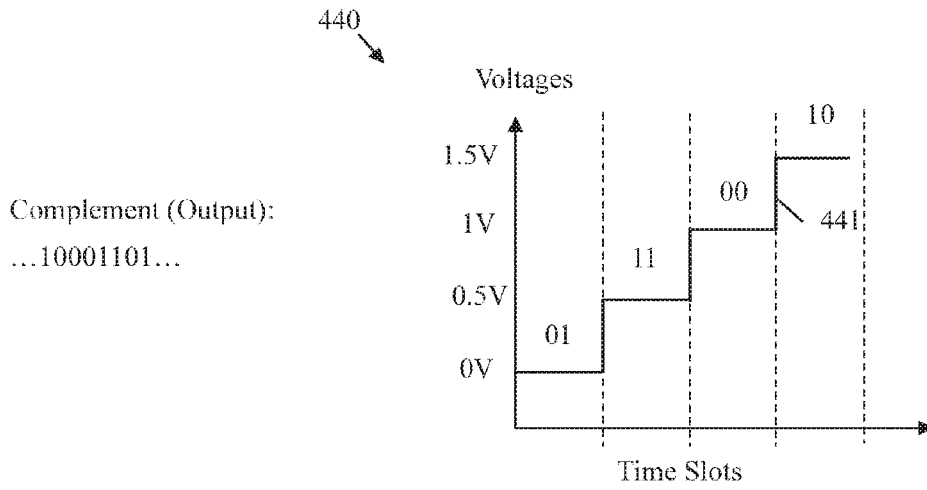 440
Voltages
10
1.5V
00
Complement (Output):
1V
441
…10001101…
11
0.5V
01
0V
Time Slots